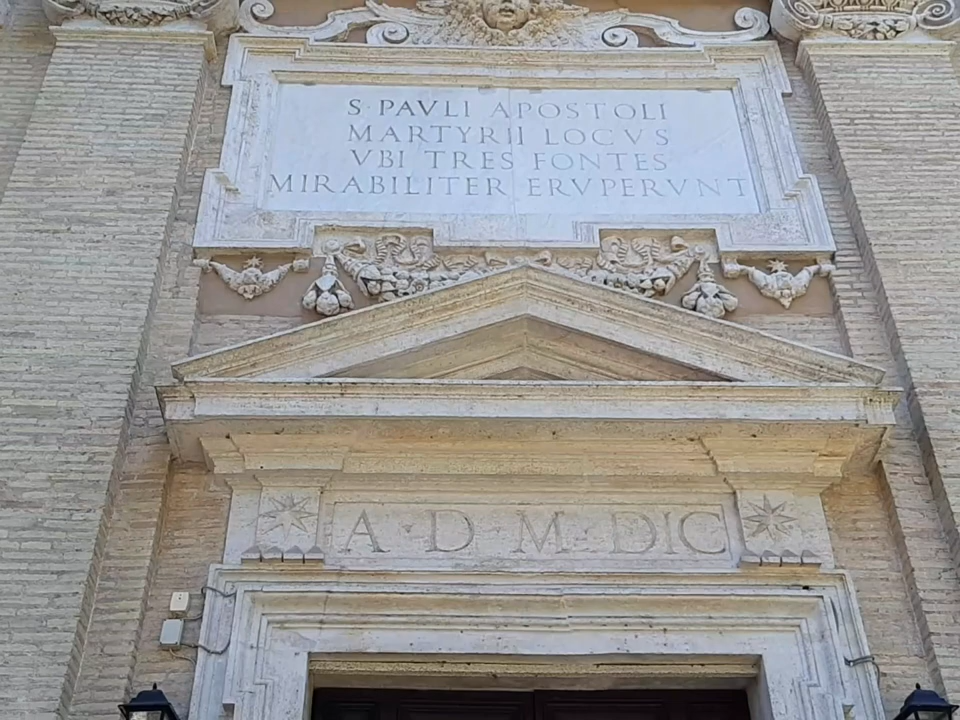 S · PAVLI APOSTOLI
MARTYRII LOCVS
VBI TRES FONTES
MIRABILITER ERVPERVNT
A · D · M · DIC